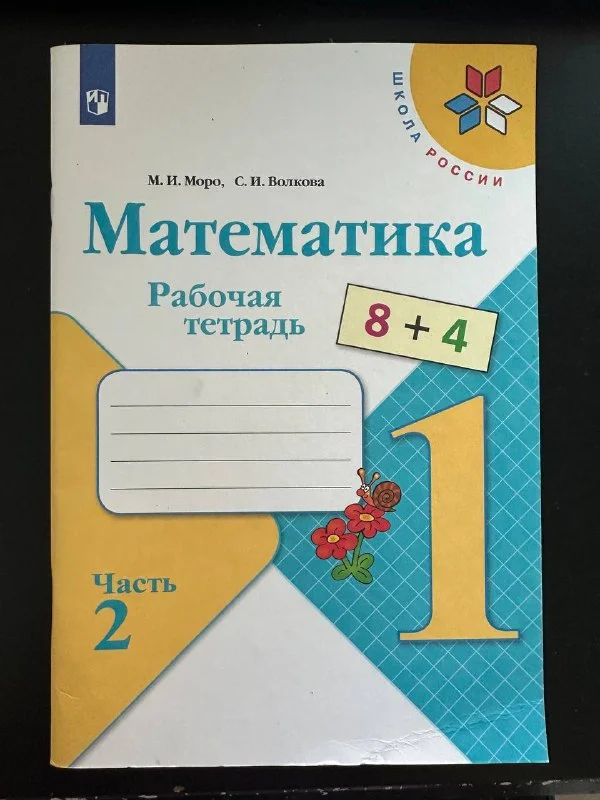 ШКОЛА РОССИИ
М. И. Моро, С. И. Волкова
Математика
Рабочая
тетрадь
8 + 4
1
Часть
2